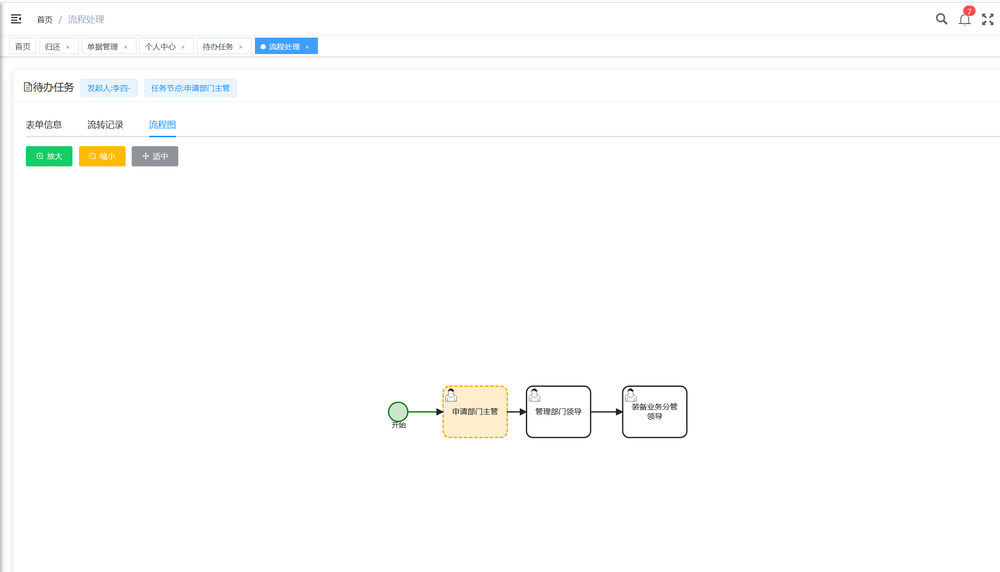 首页 / 流程处理
7
首页 归还 × 单据管理 × 个人中心 × 待办任务 × 流程处理 ×
待办任务 发起人:李四- 任务节点:申请部门主管
表单信息 流转记录 流程图
放大 缩小 适中
开始
申请部门主管
管理部门领导
装备业务分管
领导